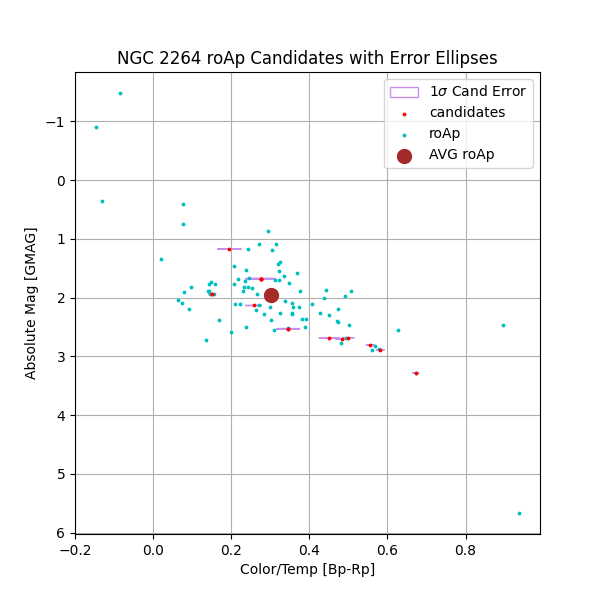 NGC 2264 roAp Candidates with Error Ellipses
1σ Cand Error
candidates
roAp
AVG roAp
Absolute Mag [GMAG]
−1
0
1
2
3
4
5
6
−0.2 0.0 0.2 0.4 0.6 0.8
Color/Temp [Bp-Rp]